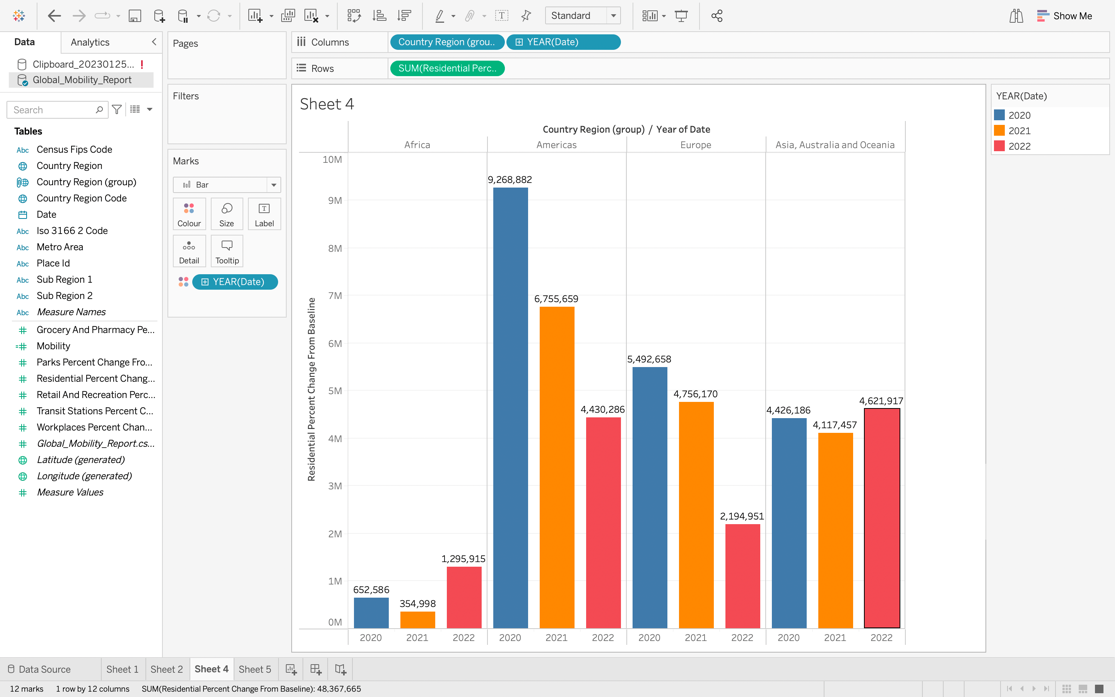 Standard
Show Me
Data
Analytics
Pages
Columns
Country Region (grou..
YEAR(Date)
Rows
SUM(Residential Perc..
Clipboard_20230125...
Global_Mobility_Report
Search
Tables
Abc Census Fips Code
Country Region
Country Region (group)
Country Region Code
Date
Abc Iso 3166 2 Code
Abc Metro Area
Abc Place Id
Abc Sub Region 1
Abc Sub Region 2
Abc Measure Names
Grocery And Pharmacy Pe...
Mobility
Parks Percent Change Fro...
Residential Percent Chang...
Retail And Recreation Perc...
Transit Stations Percent C...
Workplaces Percent Chan...
Global_Mobility_Report.cs...
Latitude (generated)
Longitude (generated)
Measure Values
Filters
Marks
Bar
Colour
Size
Label
Detail
Tooltip
YEAR(Date)
Sheet 4
Country Region (group) / Year of Date
Africa
Americas
Europe
Asia, Australia and Oceania
Residential Percent Change From Baseline
10M
9M
8M
7M
6M
5M
4M
3M
2M
1M
0M
652,586
354,998
1,295,915
9,268,882
6,755,659
4,430,286
5,492,658
4,756,170
2,194,951
4,426,186
4,117,457
4,621,917
2020 2021 2022 2020 2021 2022 2020 2021 2022 2020 2021 2022
YEAR(Date)
2020
2021
2022
Data Source
Sheet 1
Sheet 2
Sheet 4
Sheet 5
12 marks 1 row by 12 columns SUM(Residential Percent Change From Baseline): 48,367,665